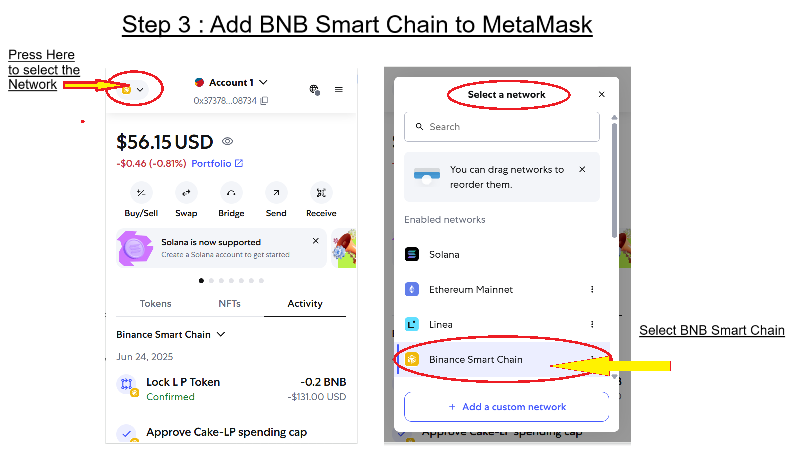 Step 3 : Add BNB Smart Chain to MetaMask
Press Here
to select the
Network
Account 1
0x37378...08734
$56.15 USD
-$0.46 (-0.81%) Portfolio
Buy/Sell Swap Bridge Send Receive
Solana is now supported
Create a Solana account to get started
Tokens NFTs Activity
Binance Smart Chain
Jun 24, 2025
Lock L P Token -0.2 BNB
Confirmed -$131.00 USD
Approve Cake-LP spending cap
Select a network
Search
You can drag networks to
reorder them.
Enabled networks
Solana
Ethereum Mainnet
Linea
Binance Smart Chain
+ Add a custom network
Approve Cake-LP spending cap
Select BNB Smart Chain